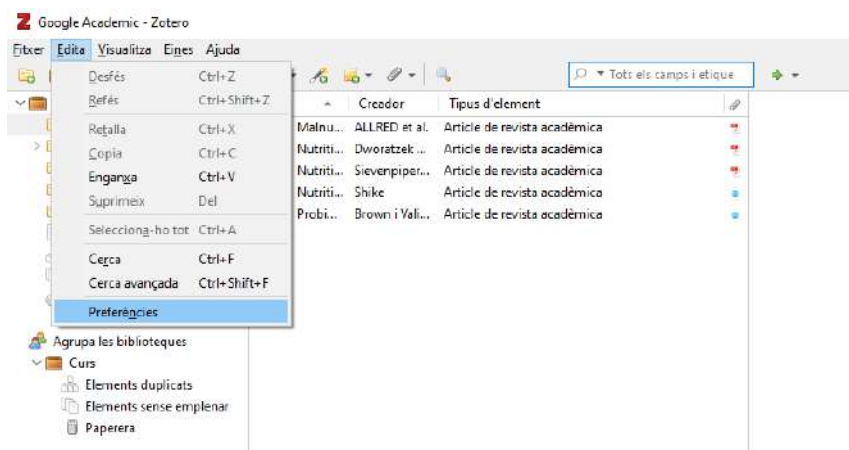 Google Academic - Zotero
Fitxer Edita Visualitza Eines Ajuda
Tots els camps i etique
Desfés Ctrl+Z
Refés Ctrl+Shift+Z
Retalla Ctrl+X
Copia Ctrl+C
Enganxa Ctrl+V
Suprimeix Del
Selecciona-ho tot Ctrl+A
Cerca Ctrl+F
Cerca avançada Ctrl+Shift+F
Preferències
Creador Tipus d'element
Malnu... ALLRED et al. Article de revista acadèmica
Nutriti... Dworatzek ... Article de revista acadèmica
Nutriti... Sievenpiper... Article de revista acadèmica
Nutriti... Shike Article de revista acadèmica
Probi... Brown i Vali... Article de revista acadèmica
Agrupa les biblioteques
Curs
Elements duplicats
Elements sense emplenar
Paperera